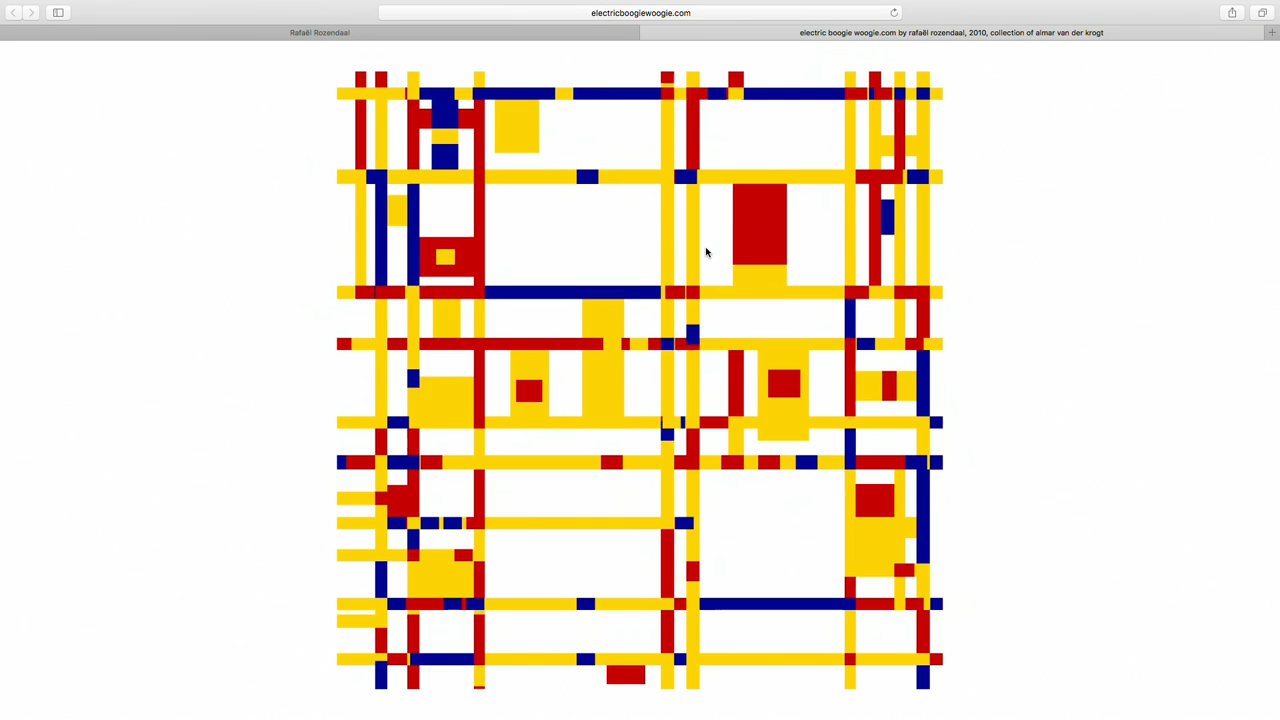 electricboogiewoogie.com
Rafaël Rozendaal
electric boogie woogie.com by rafaël rozendaal, 2010, collection of almar van der krogt